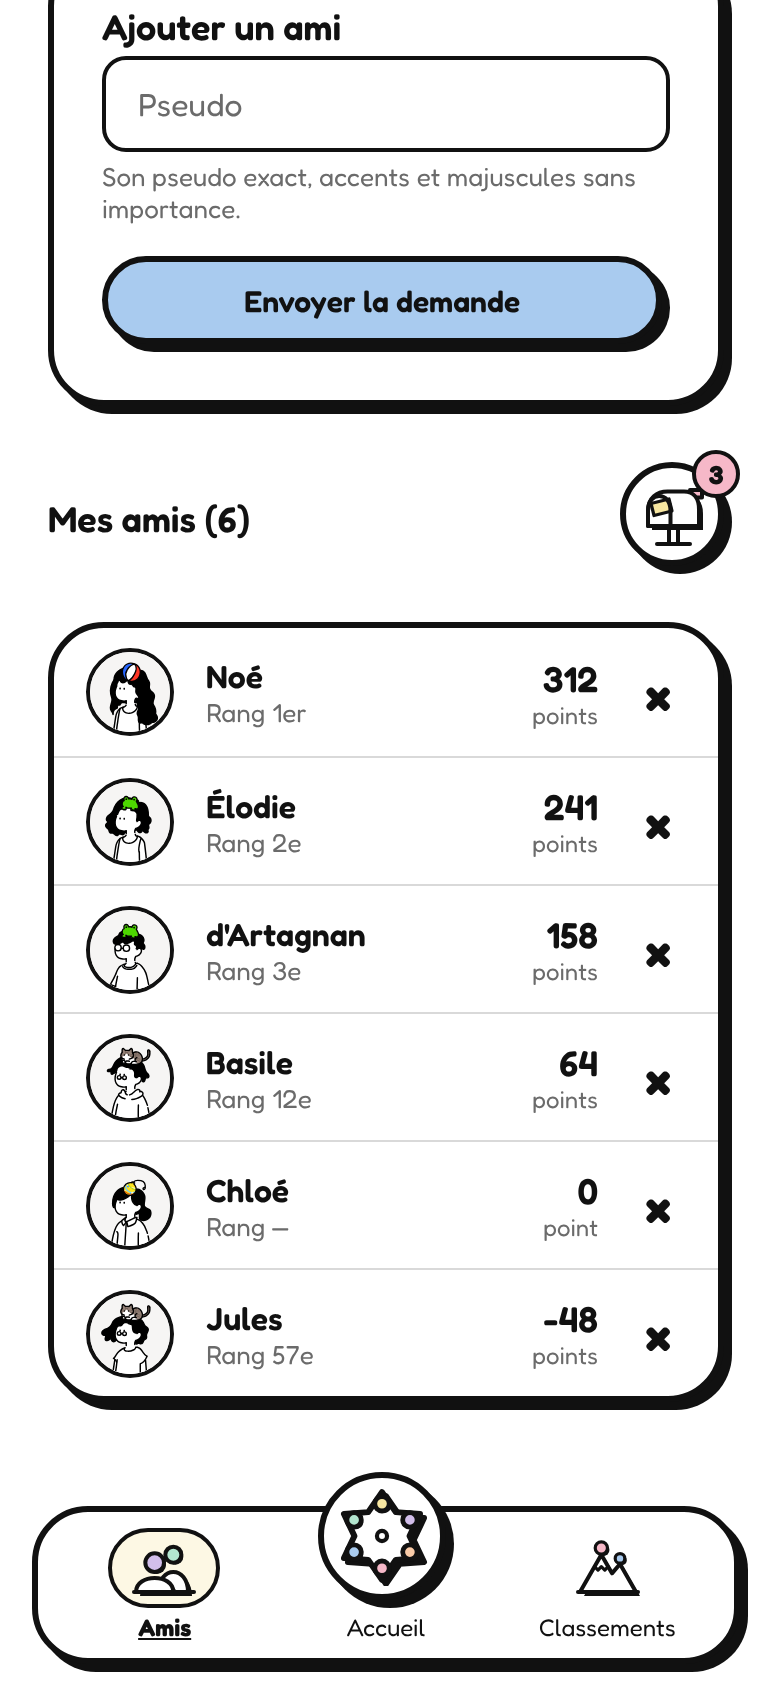 Ajouter un ami
Pseudo
Son pseudo exact, accents et majuscules sans
importance.
Envoyer la demande
3
Mes amis (6)
Noé
Rang 1er
312
points
Élodie
Rang 2e
241
points
d'Artagnan
Rang 3e
158
points
Basile
Rang 12e
64
points
Chloé
Rang —
0
point
Jules
Rang 57e
-48
points
Amis
Accueil
Classements